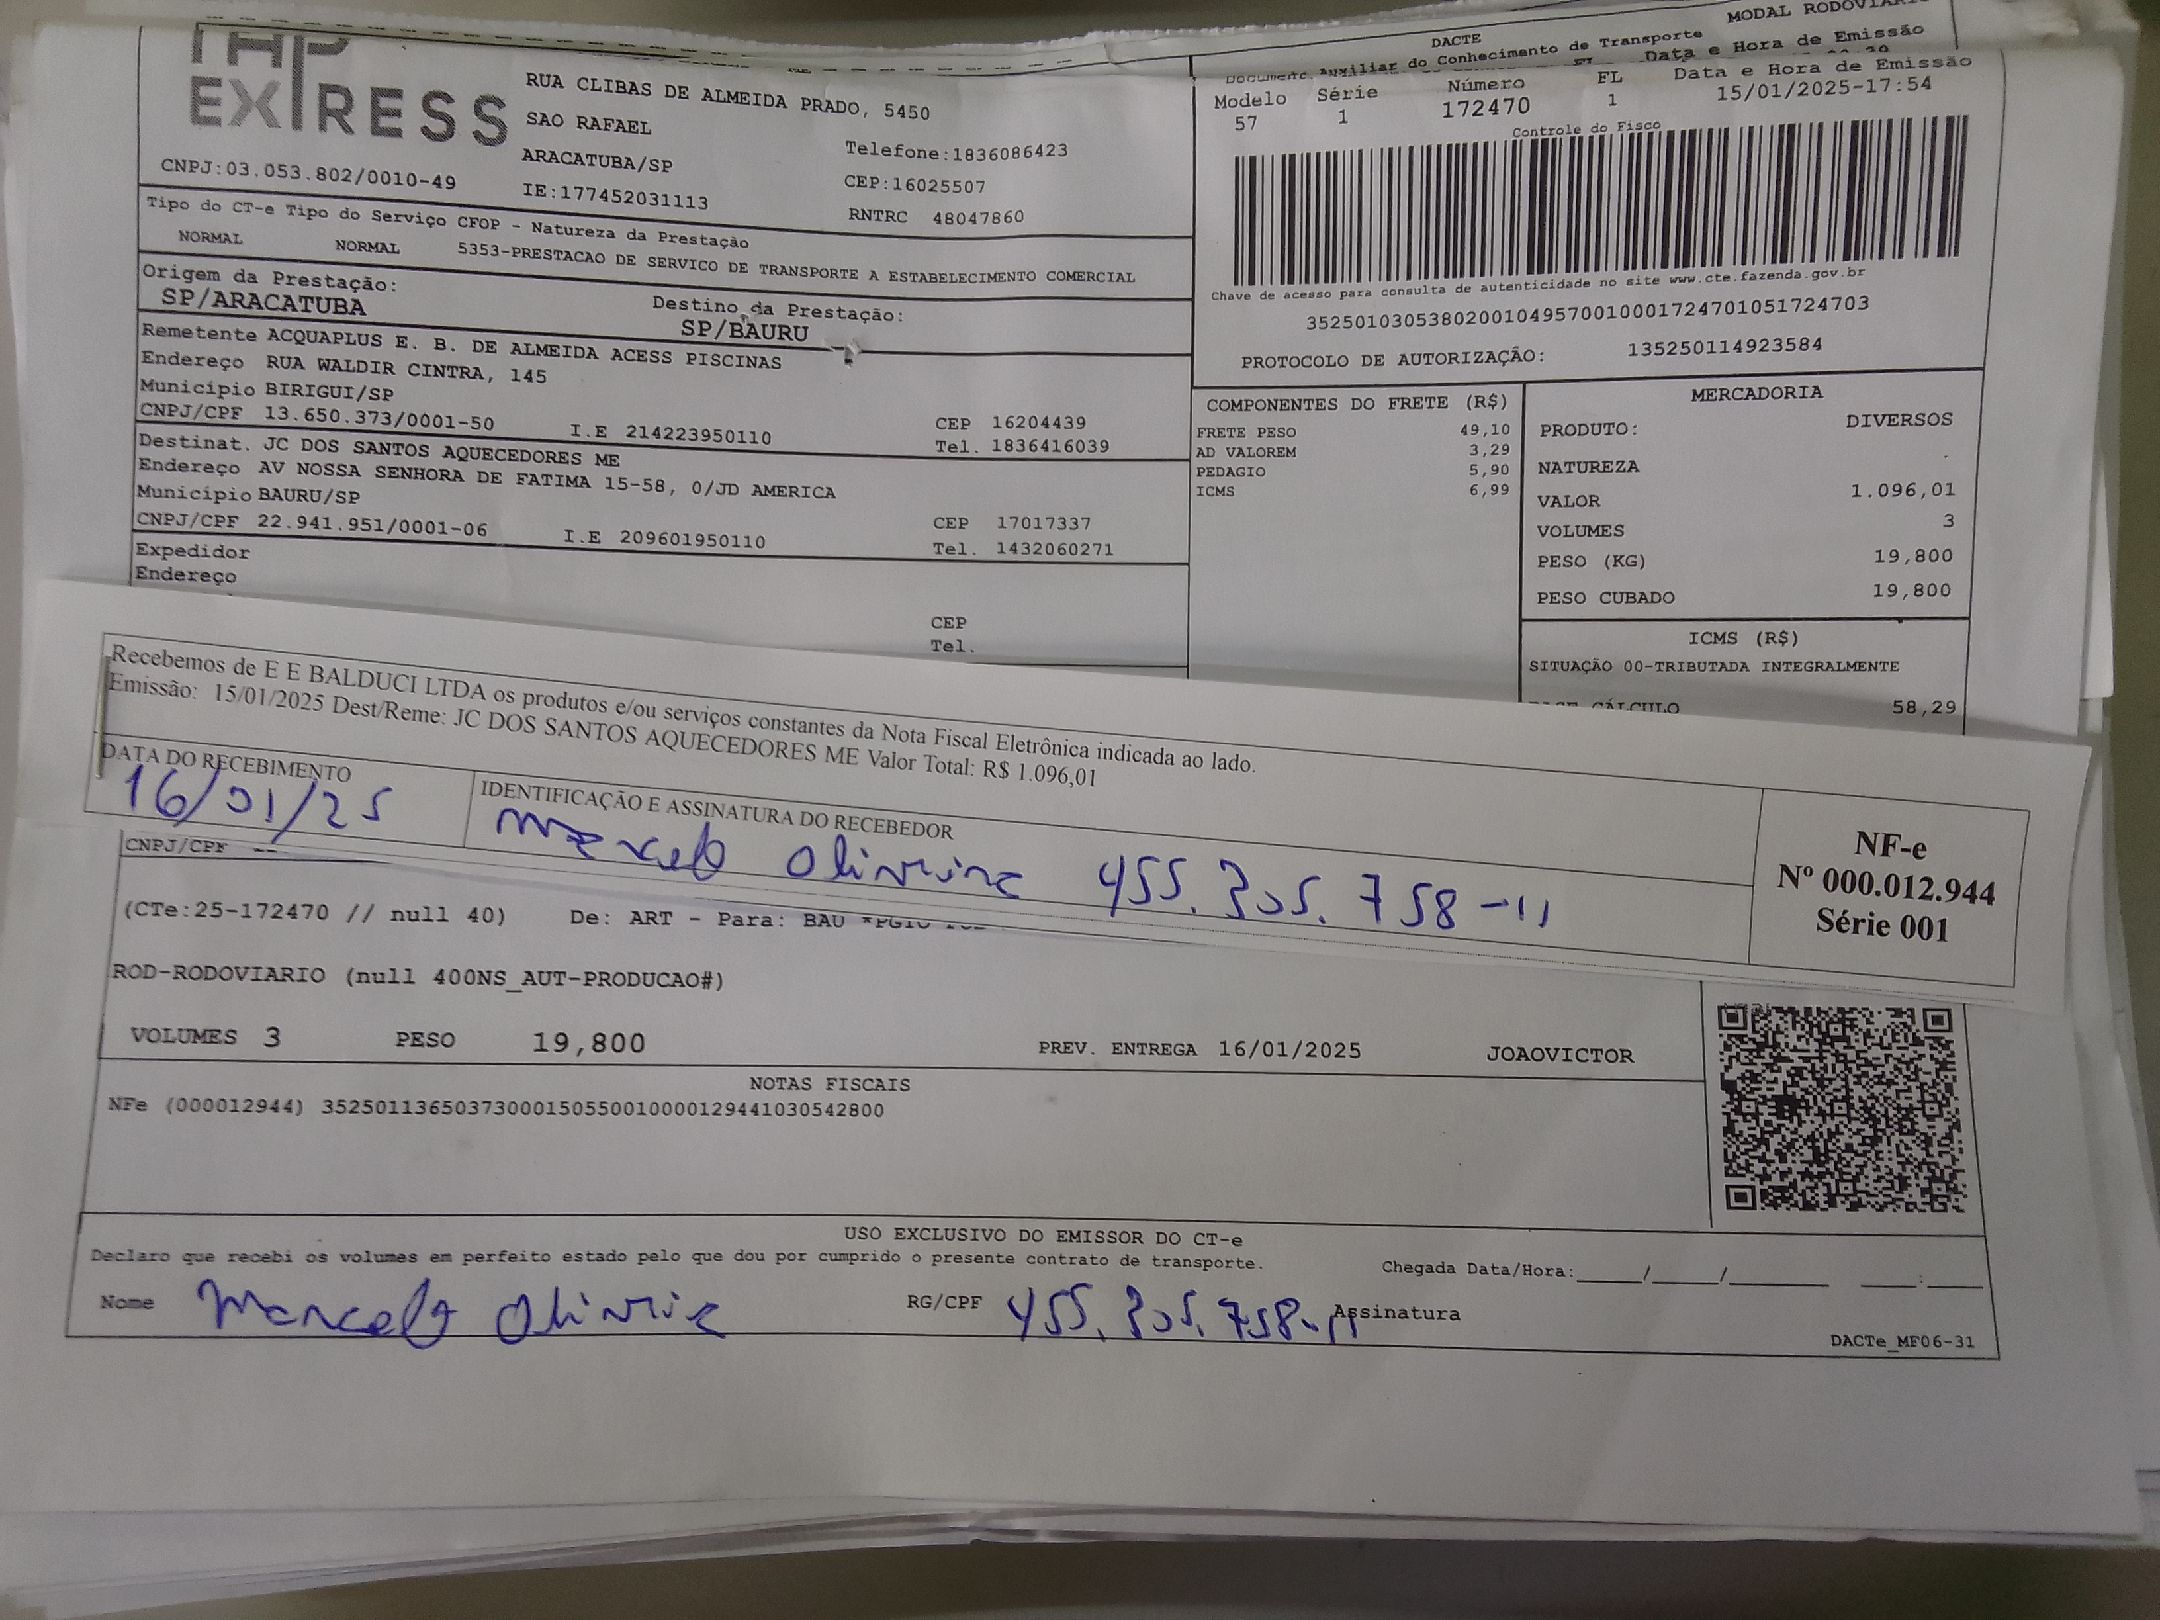 DACTE
MODAL RODOVIARIO
Documento Auxiliar do Conhecimento de Transporte
Data e Hora de Emissão
TAP EXPRESS
RUA CLIBAS DE ALMEIDA PRADO, 5450
SAO RAFAEL
ARACATUBA/SP
Telefone:1836086423
CNPJ:03.053.802/0010-49
IE:177452031113
CEP:16025507
RNTRC 48047860
Modelo Série Número FL Data e Hora de Emissão
57 1 172470 1 15/01/2025-17:54
Controle do Fisco
Chave de acesso para consulta de autenticidade no site www.cte.fazenda.gov.br
35250103053802001049570010001724701051724703
PROTOCOLO DE AUTORIZAÇÃO: 135250114923584
Tipo do CT-e Tipo do Serviço CFOP - Natureza da Prestação
NORMAL NORMAL 5353-PRESTACAO DE SERVICO DE TRANSPORTE A ESTABELECIMENTO COMERCIAL
Origem da Prestação: Destino da Prestação:
SP/ARACATUBA SP/BAURU
Remetente ACQUAPLUS E. B. DE ALMEIDA ACESS PISCINAS
Endereço RUA WALDIR CINTRA, 145
Município BIRIGUI/SP CEP 16204439
CNPJ/CPF 13.650.373/0001-50 I.E 214223950110 Tel. 1836416039
Destinat. JC DOS SANTOS AQUECEDORES ME
Endereço AV NOSSA SENHORA DE FATIMA 15-58, 0/JD AMERICA
Município BAURU/SP CEP 17017337
CNPJ/CPF 22.941.951/0001-06 I.E 209601950110 Tel. 1432060271
Expedidor
Endereço
CEP
Tel.
COMPONENTES DO FRETE (R$)
FRETE PESO 49,10
AD VALOREM 3,29
PEDAGIO 5,90
ICMS 6,99
MERCADORIA
PRODUTO: DIVERSOS
NATUREZA .
VALOR 1.096,01
VOLUMES 3
PESO (KG) 19,800
PESO CUBADO 19,800
ICMS (R$)
SITUAÇÃO 00-TRIBUTADA INTEGRALMENTE
BASE CÁLCULO 58,29
Recebemos de E E BALDUCI LTDA os produtos e/ou serviços constantes da Nota Fiscal Eletrônica indicada ao lado.
Emissão: 15/01/2025 Dest/Reme: JC DOS SANTOS AQUECEDORES ME Valor Total: R$ 1.096,01
DATA DO RECEBIMENTO IDENTIFICAÇÃO E ASSINATURA DO RECEBEDOR
16/01/25 Marcelo Oliveira 455.305.758-11
NF-e
Nº 000.012.944
Série 001
CNPJ/CPF
(CTe:25-172470 // null 40) De: ART - Para: BAU
ROD-RODOVIARIO (null 400NS_AUT-PRODUCAO#)
VOLUMES 3 PESO 19,800 PREV. ENTREGA 16/01/2025 JOAOVICTOR
NOTAS FISCAIS
NFe (000012944) 35250113650373000150550010000129441030542800
USO EXCLUSIVO DO EMISSOR DO CT-e
Declaro que recebi os volumes em perfeito estado pelo que dou por cumprido o presente contrato de transporte. Chegada Data/Hora:____/____/______ ___:___
Nome Marcelo Oliveira RG/CPF 455.305.758-11 Assinatura
DACTe_MF06-31